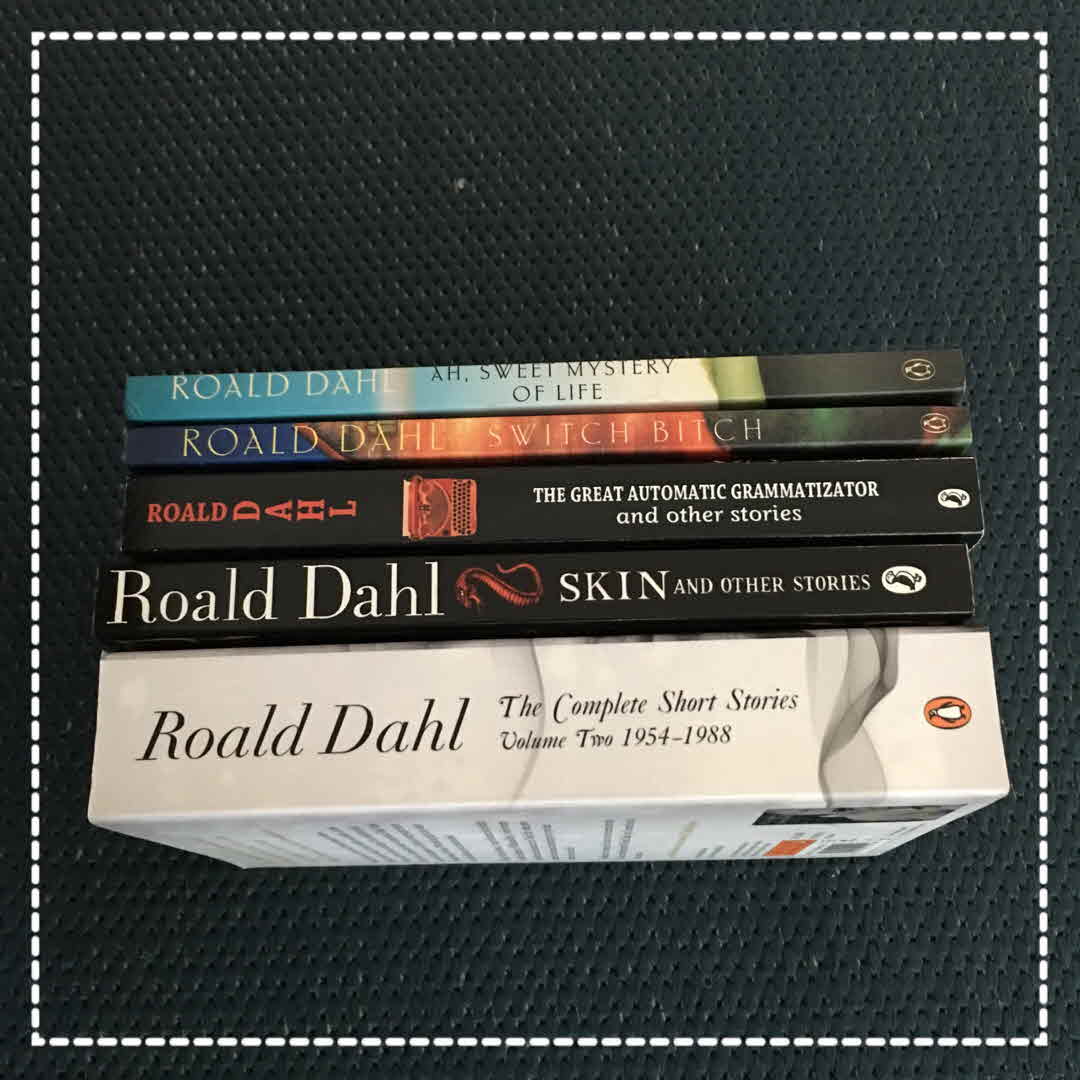 ROALD DAHL AH, SWEET MYSTERY
OF LIFE
ROALD DAHL SWITCH BITCH
ROALD DAHL THE GREAT AUTOMATIC GRAMMATIZATOR
and other stories
Roald Dahl SKIN AND OTHER STORIES
Roald Dahl The Complete Short Stories
Volume Two 1954–1988